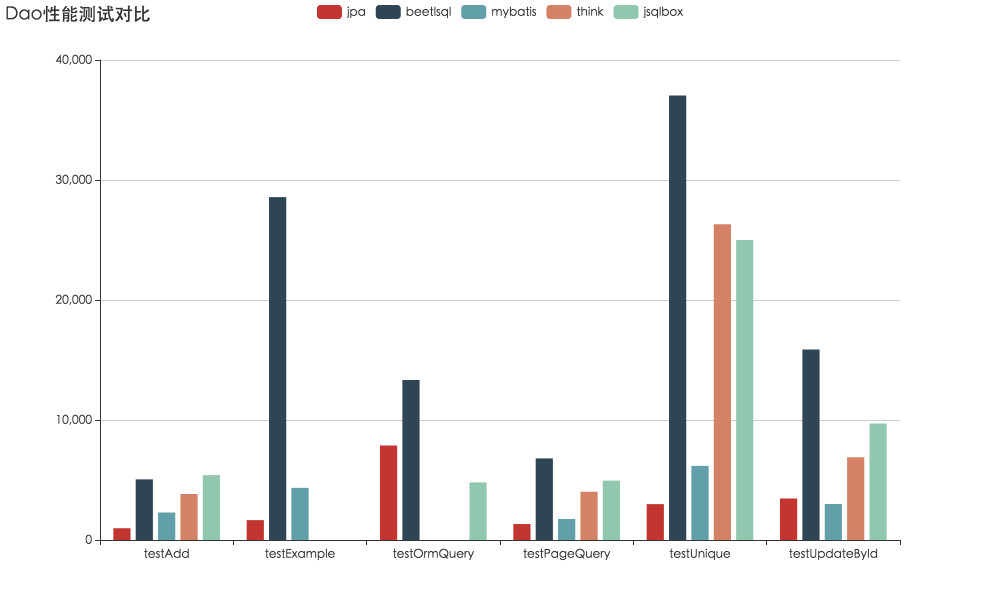 Dao性能测试对比
jpa beetlsql mybatis think jsqlbox
40,000
30,000
20,000
10,000
0
testAdd testExample testOrmQuery testPageQuery testUnique testUpdateById